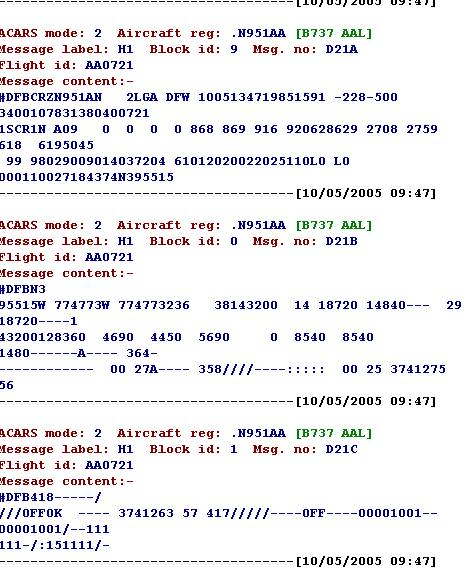 ----------------------------------[10/05/2005 09:47]
ACARS mode: 2  Aircraft reg: .N951AA [B737 AAL]
Message label: H1  Block id: 9  Msg. no: D21A
Flight id: AA0721
Message content:-
#DFBCRZN951AN   2LGA DFW 1005134719851591 -228-500
3400107831380400721
1SCR1N A09   0  0  0  0 868 869 916 920628629 2708 2759
618  6195045
 99 98029009014037204 61012020022025110L0 L0
000110027184374N395515
----------------------------------[10/05/2005 09:47]
ACARS mode: 2  Aircraft reg: .N951AA [B737 AAL]
Message label: H1  Block id: 0  Msg. no: D21B
Flight id: AA0721
Message content:-
#DFBN3
95515W 774773W 774773236   38143200  14 18720 14840---  29
18720----1
43200128360  4690  4450  5690     0  8540  8540
1480------A---- 364-
------------  00 27A---- 358////----:::::  00 25 3741275
56
----------------------------------[10/05/2005 09:47]
ACARS mode: 2  Aircraft reg: .N951AA [B737 AAL]
Message label: H1  Block id: 1  Msg. no: D21C
Flight id: AA0721
Message content:-
#DFB418-----/
///OFFOK  ---- 3741263 57 417/////----OFF----00001001--
00001001/--111
111-/:151111/-
----------------------------------[10/05/2005 09:47]